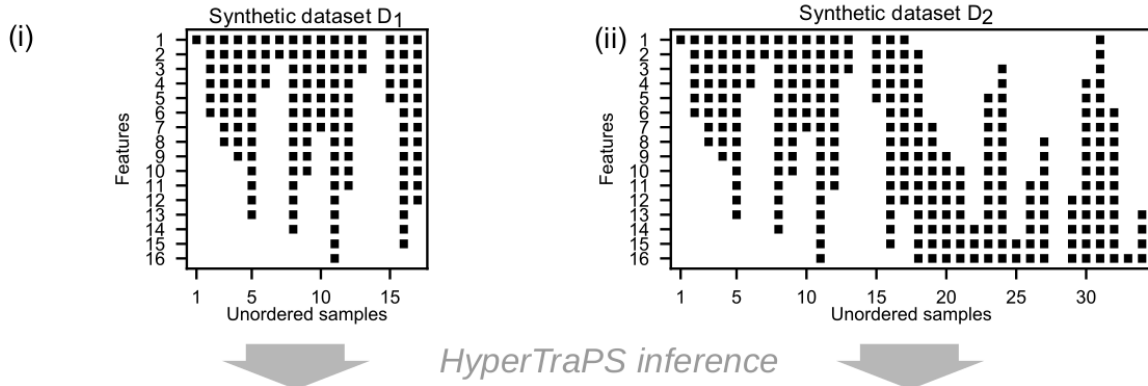 (i)
Synthetic dataset D1
Features
1
2
3
4
5
6
7
8
9
10
11
12
13
14
15
16
1 5 10 15
Unordered samples
(ii)
Synthetic dataset D2
Features
1
2
3
4
5
6
7
8
9
10
11
12
13
14
15
16
1 5 10 15 20 25 30
Unordered samples
HyperTraPS inference